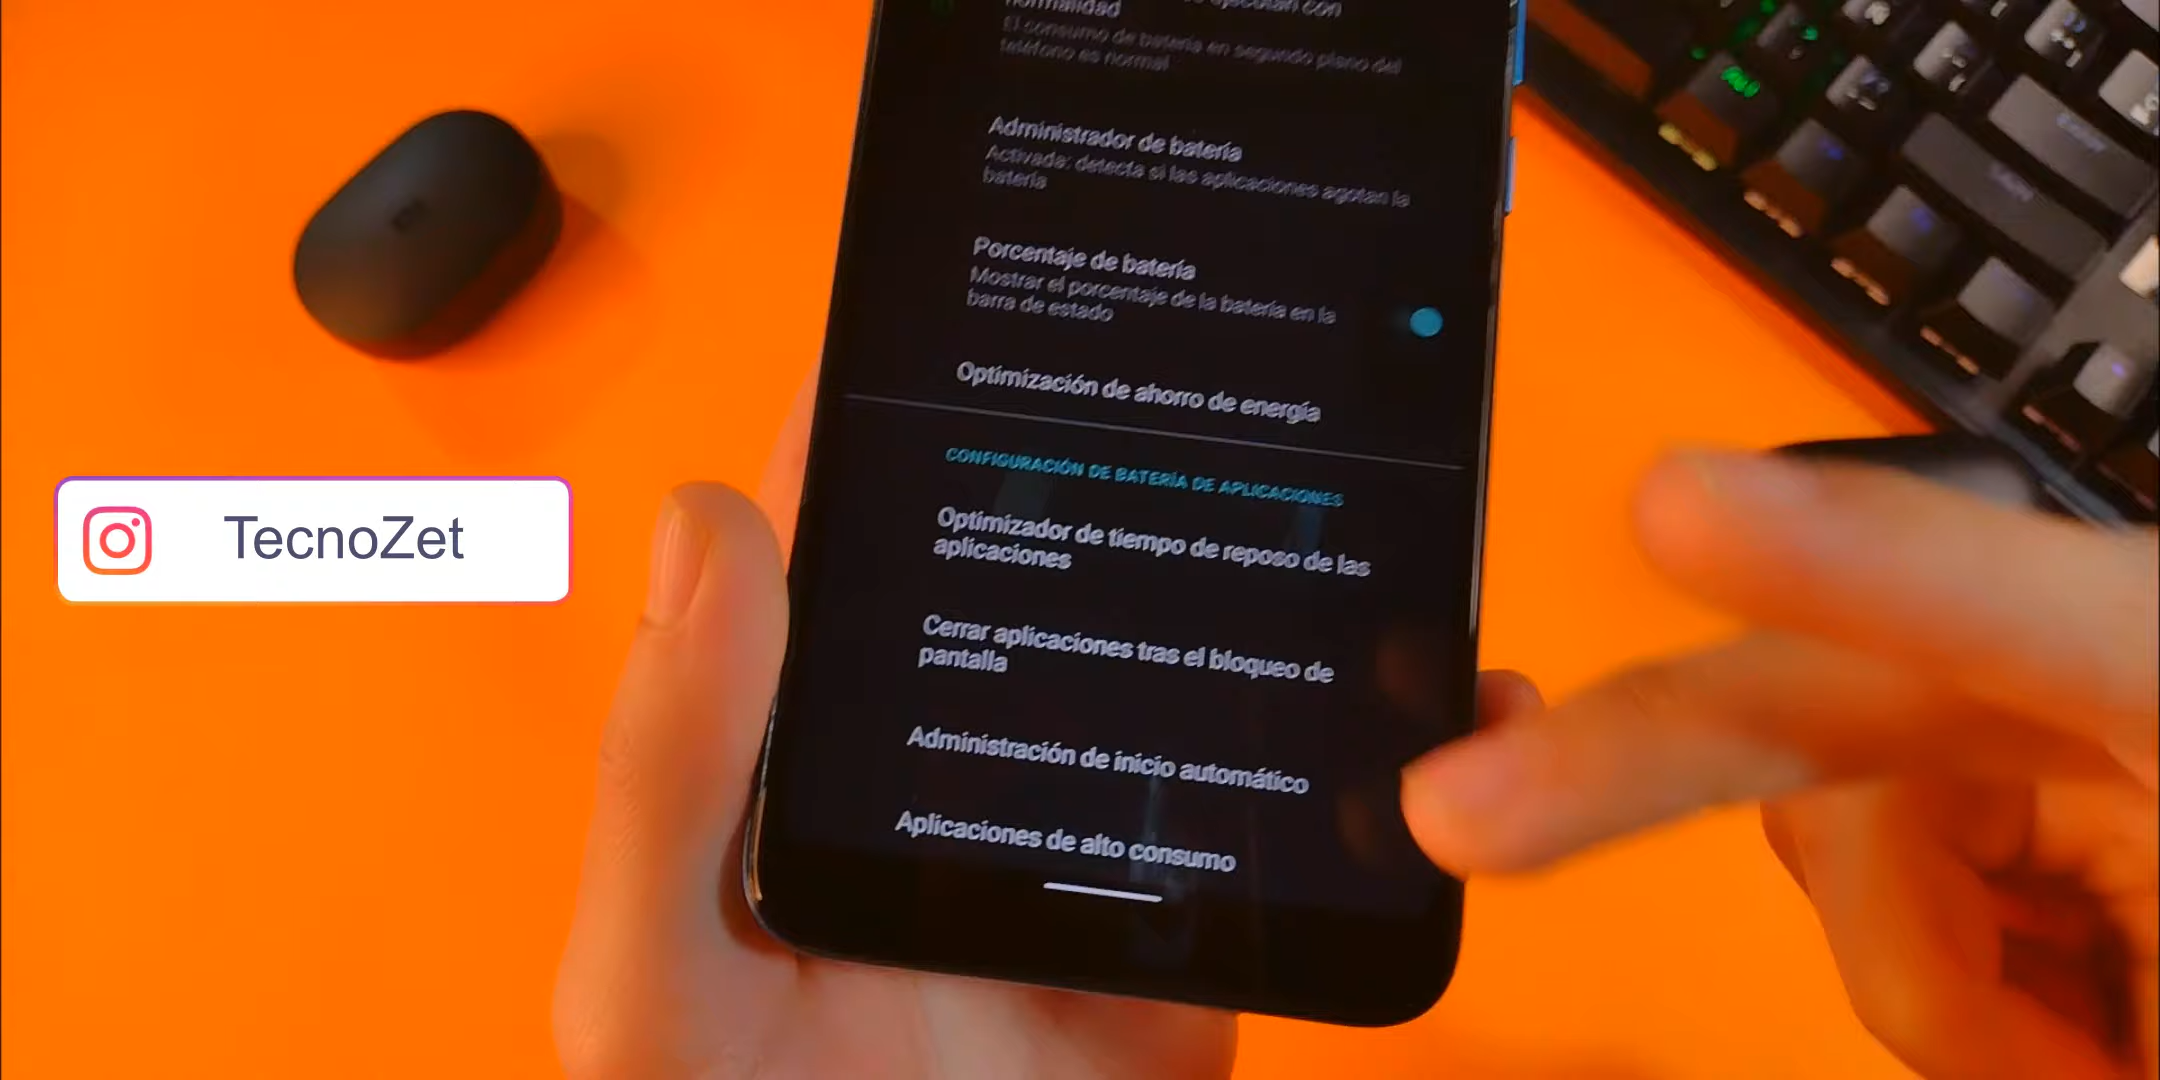 ejecutan con
normalidad
El consumo de batería en segundo plano del
teléfono es normal
Administrador de batería
Activada: detecta si las aplicaciones agotan la
batería
Porcentaje de batería
Mostrar el porcentaje de la batería en la
barra de estado
Optimización de ahorro de energía
CONFIGURACIÓN DE BATERÍA DE APLICACIONES
Optimizador de tiempo de reposo de las
aplicaciones
Cerrar aplicaciones tras el bloqueo de
pantalla
Administración de inicio automático
Aplicaciones de alto consumo
TecnoZet